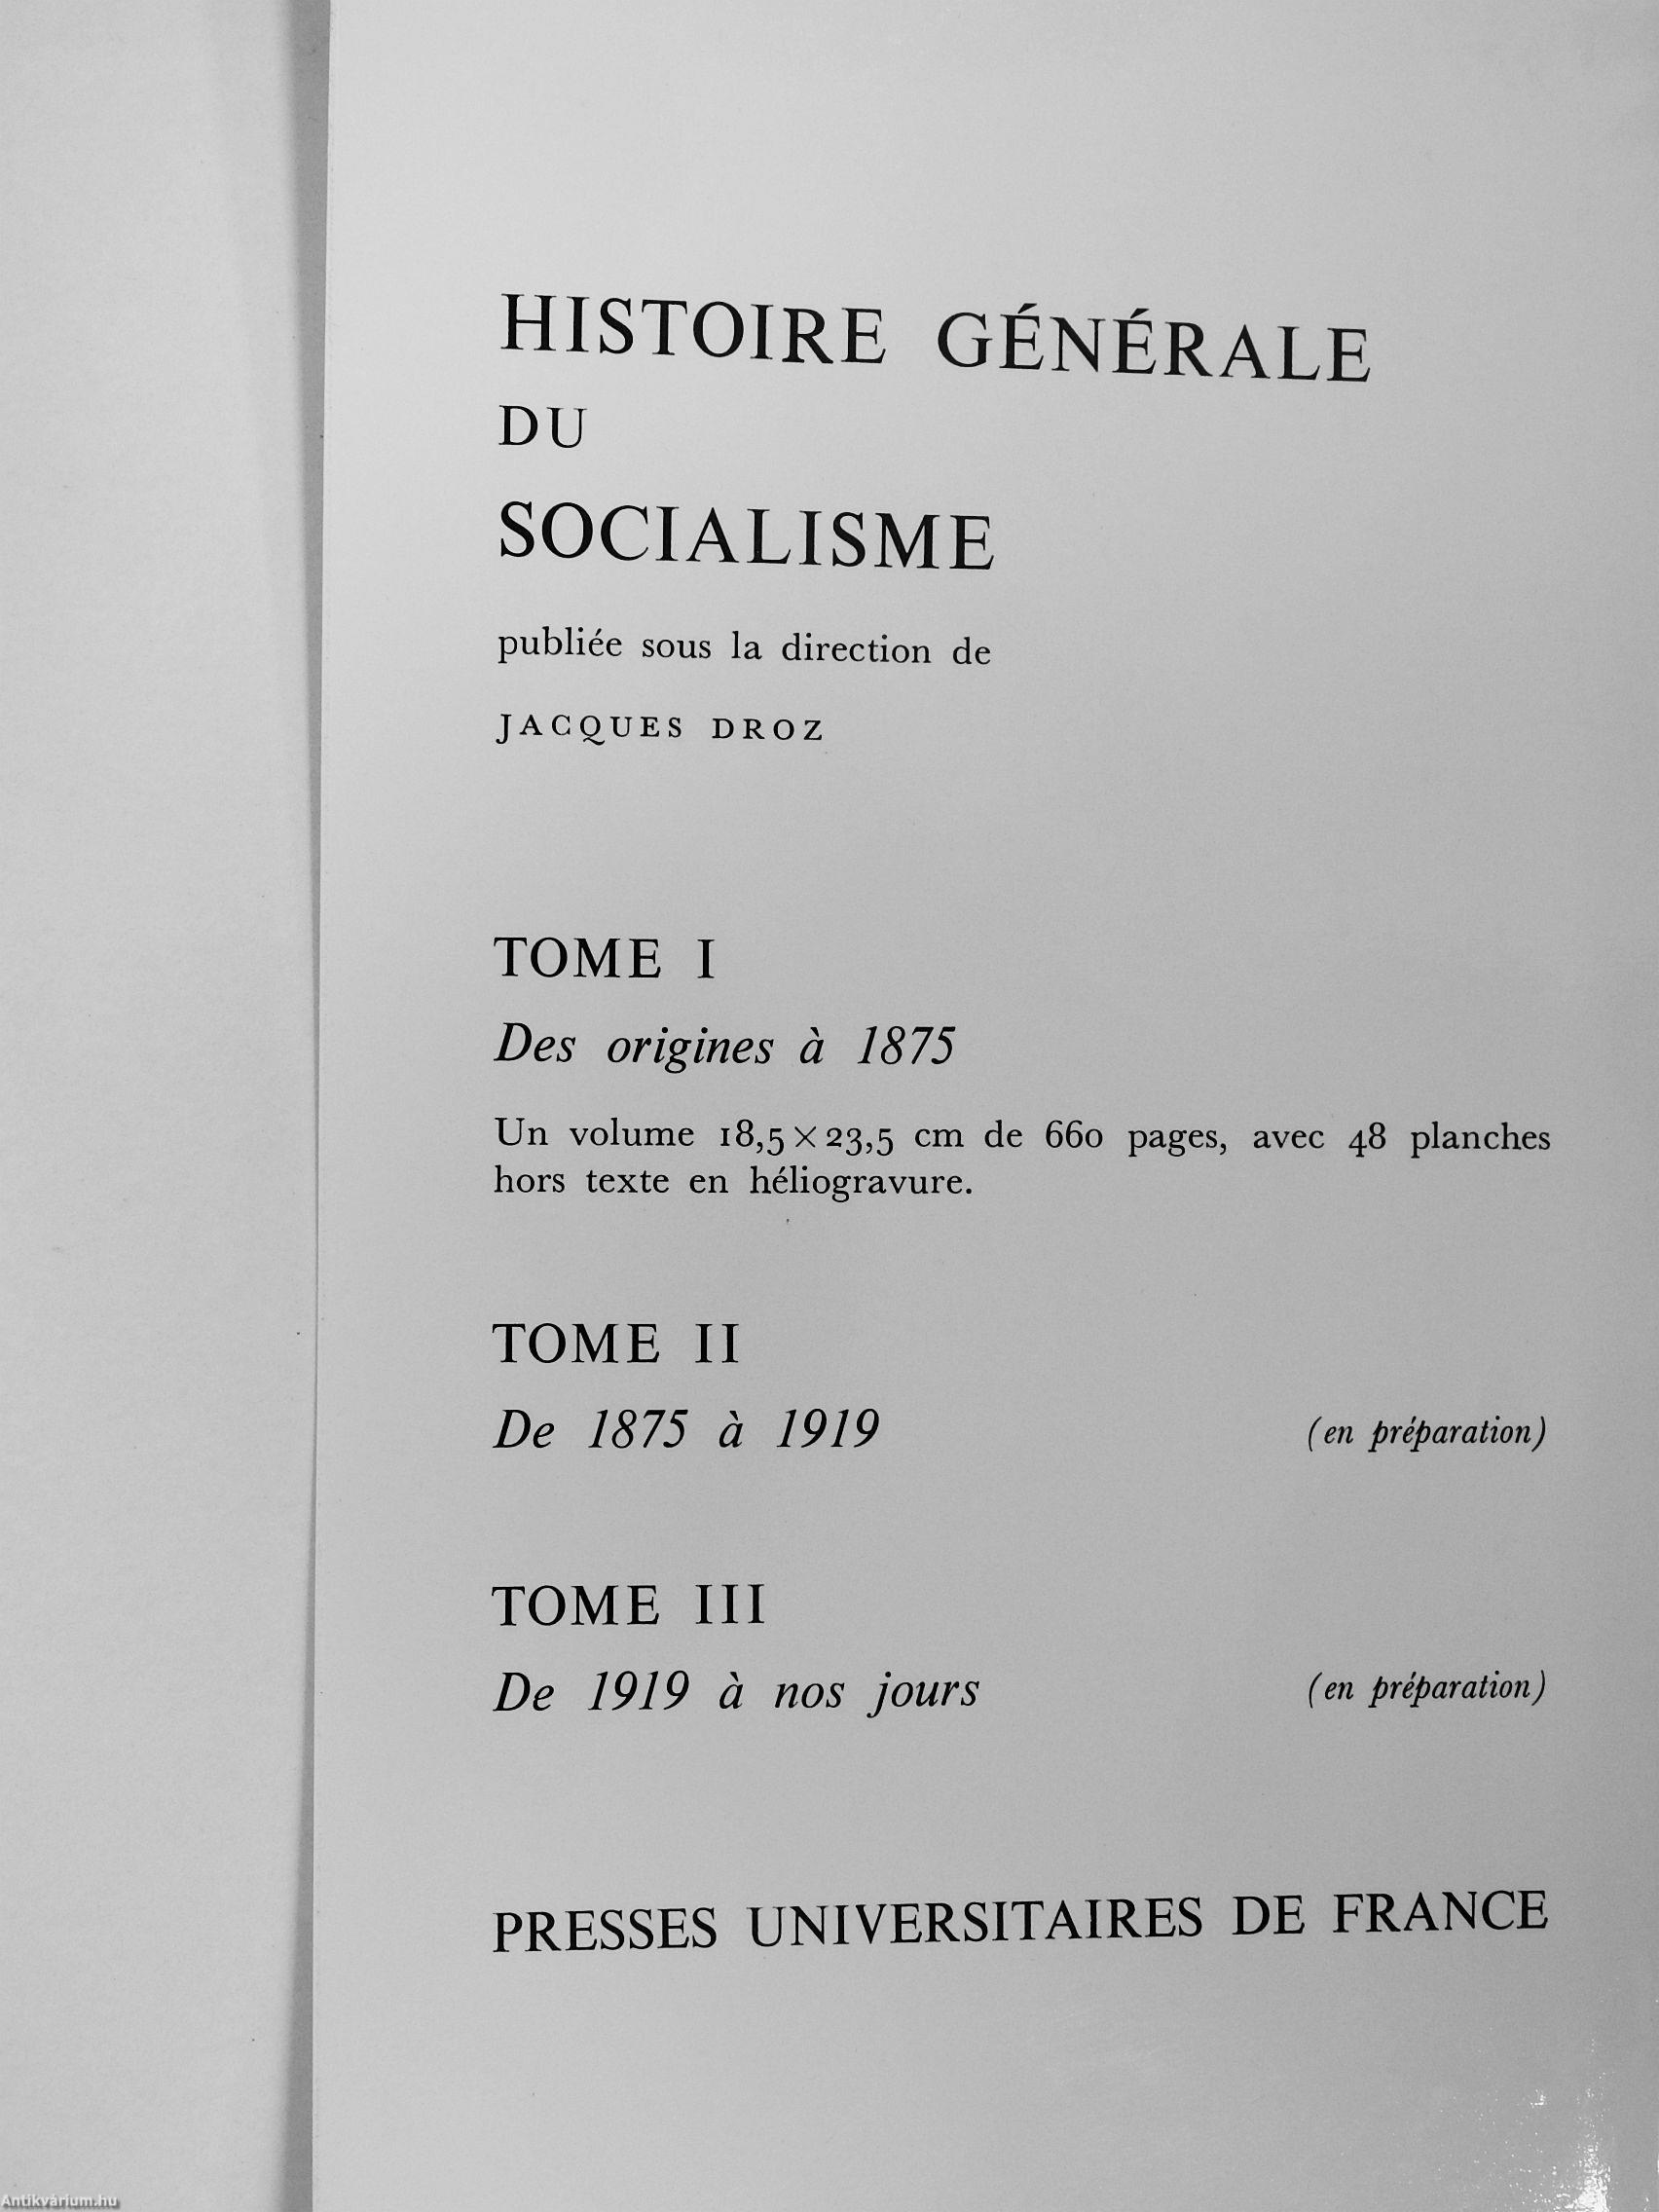 HISTOIRE GÉNÉRALE
DU
SOCIALISME
publiée sous la direction de
JACQUES DROZ
TOME I
Des origines à 1875
Un volume 18,5 × 23,5 cm de 660 pages, avec 48 planches
hors texte en héliogravure.
TOME II
De 1875 à 1919 (en préparation)
TOME III
De 1919 à nos jours (en préparation)
PRESSES UNIVERSITAIRES DE FRANCE
Antikvárium.hu